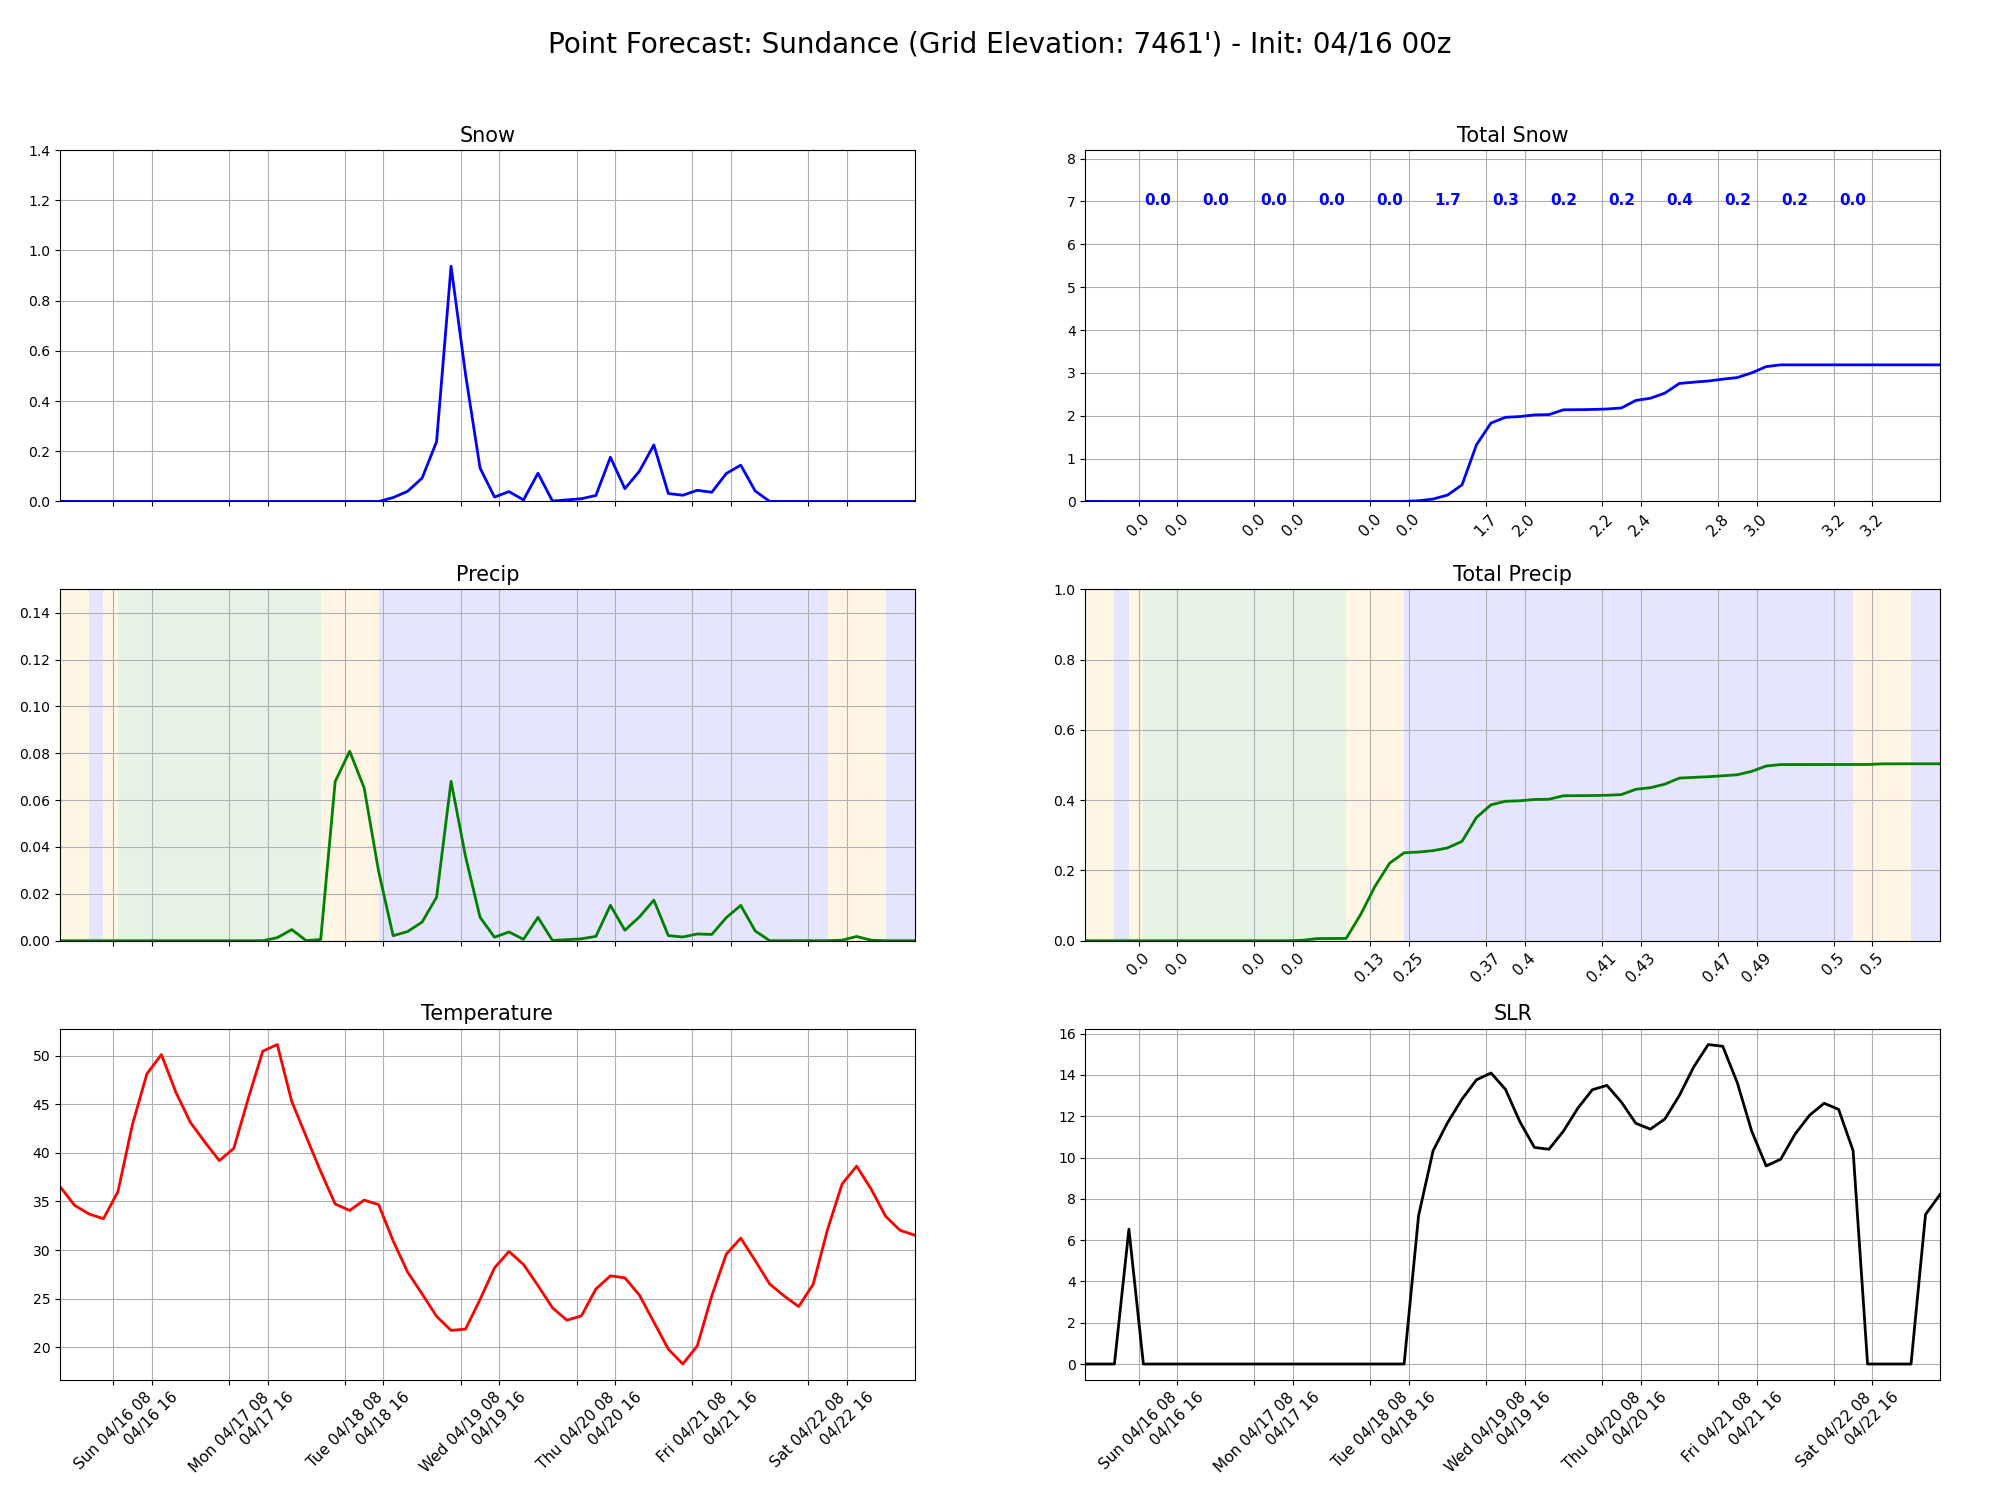 Point Forecast: Sundance (Grid Elevation: 7461') - Init: 04/16 00z
Snow
1.4
1.2
1.0
0.8
0.6
0.4
0.2
0.0
Total Snow
8
7
6
5
4
3
2
1
0
0.0 0.0 0.0 0.0 0.0 1.7 0.3 0.2 0.2 0.4 0.2 0.2 0.0
0.0 0.0 0.0 0.0 0.0 0.0 1.7 2.0 2.2 2.4 2.8 3.0 3.2 3.2
Precip
0.14
0.12
0.10
0.08
0.06
0.04
0.02
0.00
Total Precip
1.0
0.8
0.6
0.4
0.2
0.0
0.0 0.0 0.0 0.0 0.13 0.25 0.37 0.4 0.41 0.43 0.47 0.49 0.5 0.5
Temperature
50
45
40
35
30
25
20
Sun 04/16 08
04/16 16
Mon 04/17 08
04/17 16
Tue 04/18 08
04/18 16
Wed 04/19 08
04/19 16
Thu 04/20 08
04/20 16
Fri 04/21 08
04/21 16
Sat 04/22 08
04/22 16
SLR
16
14
12
10
8
6
4
2
0
Sun 04/16 08
04/16 16
Mon 04/17 08
04/17 16
Tue 04/18 08
04/18 16
Wed 04/19 08
04/19 16
Thu 04/20 08
04/20 16
Fri 04/21 08
04/21 16
Sat 04/22 08
04/22 16